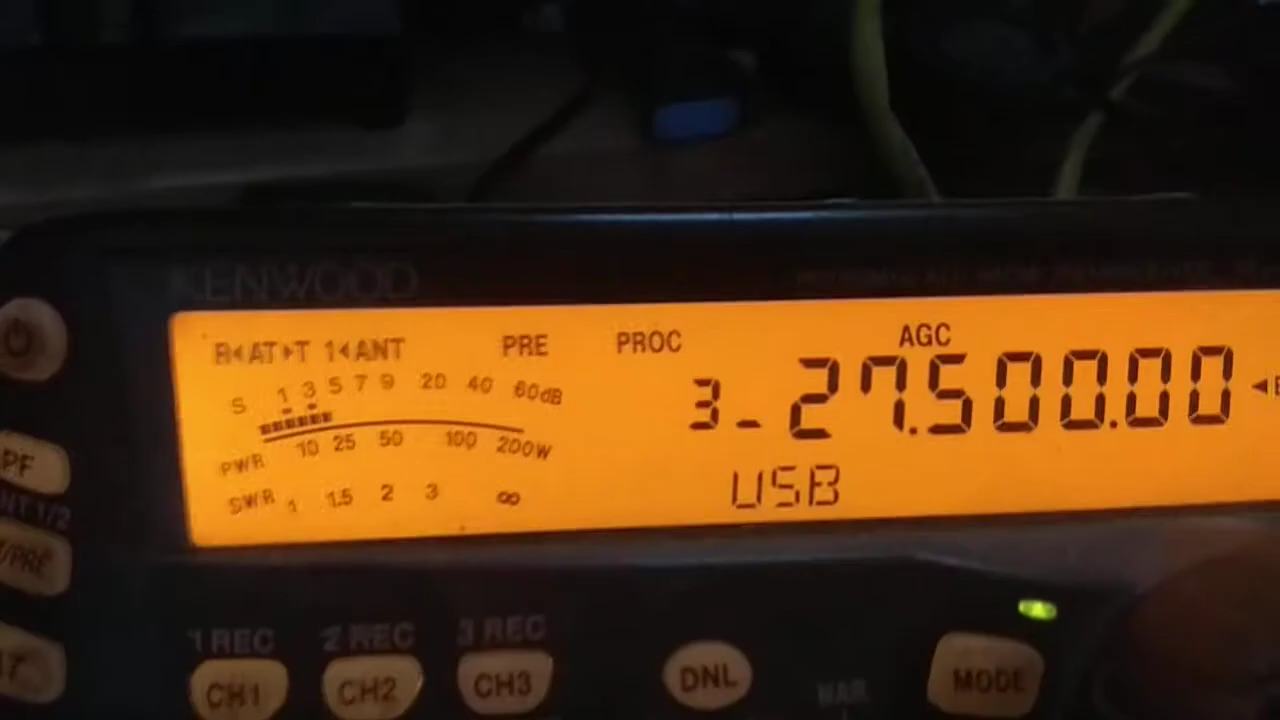 KENWOOD
R◄AT►T 1◄ANT PRE PROC AGC
S 1 3 5 7 9 20 40 60dB
3- 27.500.00
10 25 50 100 200W
PWR
USB
SWR 1 1.5 2 3 ∞
PF
ANT 1/2
/PRE
1 REC 2 REC 3 REC
CH1 CH2 CH3 DNL MODE